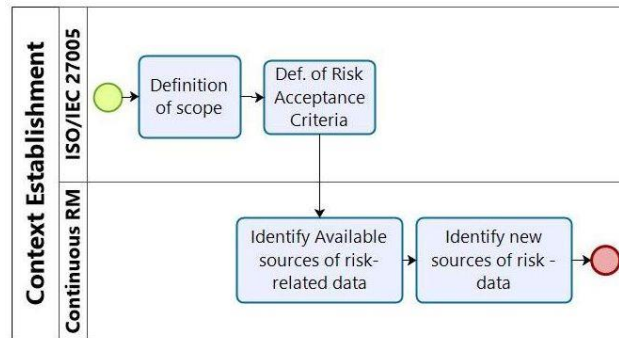 Context Establishment
ISO/IEC 27005
Definition
of scope
Def. of Risk
Acceptance
Criteria
Continuous RM
Identify Available
sources of risk-
related data
Identify new
sources of risk -
data